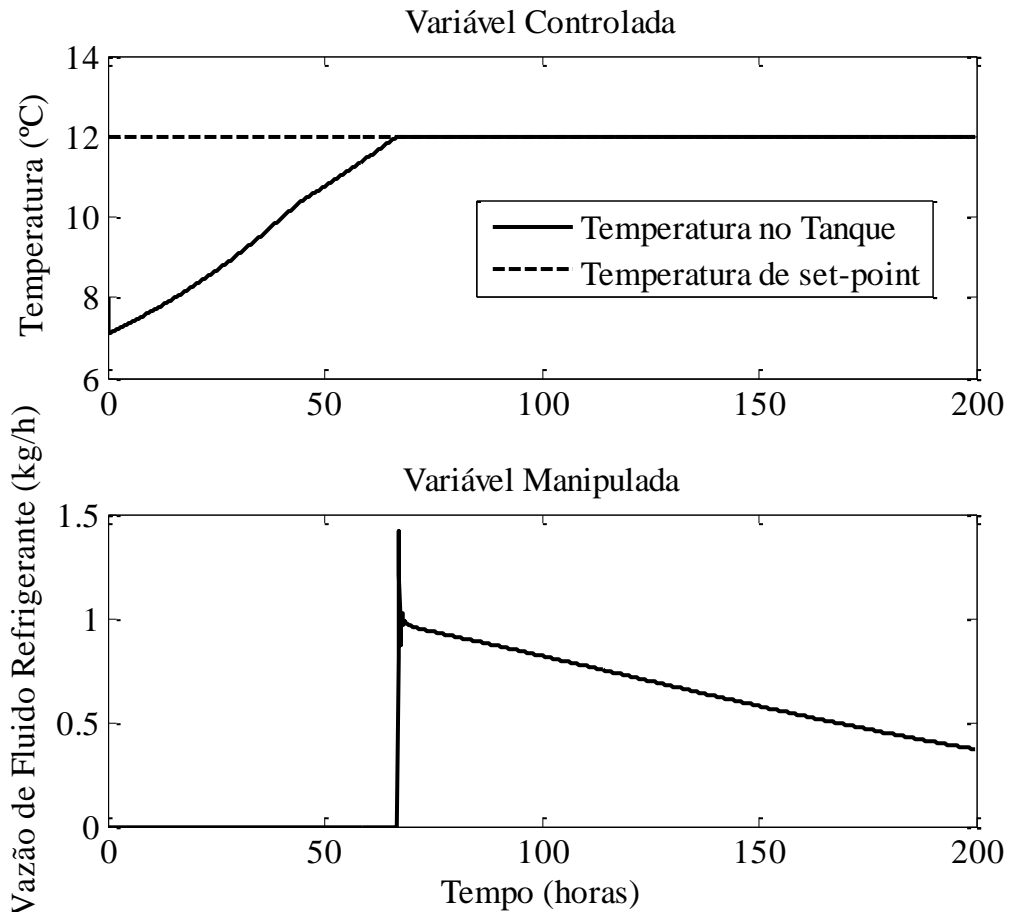 Variável Controlada
Temperatura (ºC)
14
12
10
8
6
Temperatura no Tanque
Temperatura de set-point
0
50
100
150
200
Variável Manipulada
Vazão de Fluido Refrigerante (kg/h)
1.5
1
0.5
0
0
50
100
150
200
Tempo (horas)